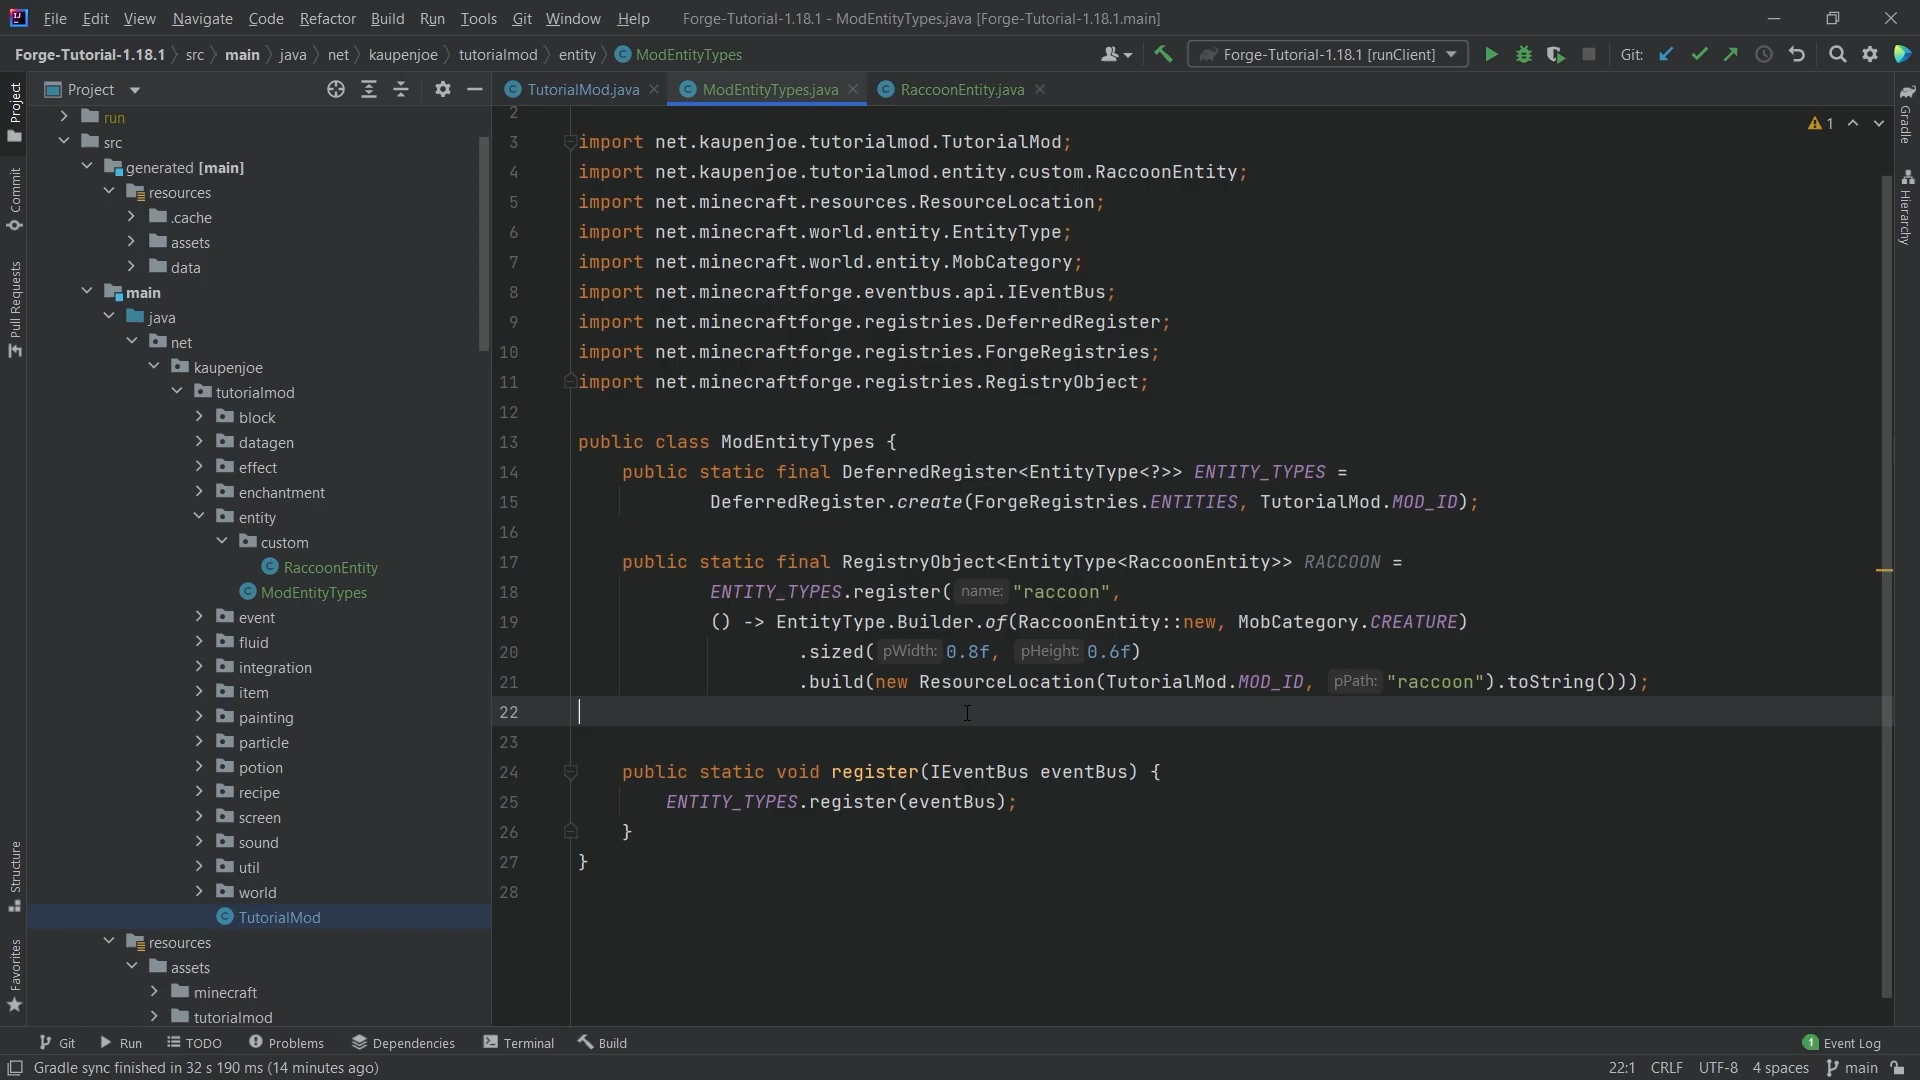 File Edit View Navigate Code Refactor Build Run Tools Git Window Help Forge-Tutorial-1.18.1 - ModEntityTypes.java [Forge-Tutorial-1.18.1.main]
Forge-Tutorial-1.18.1 src main java net kaupenjoe tutorialmod entity ModEntityTypes Forge-Tutorial-1.18.1 [runClient] Git:
Project TutorialMod.java ModEntityTypes.java RaccoonEntity.java
Project
Commit
Pull Requests
Structure
Favorites
Gradle
Hierarchy
run
src
generated [main]
resources
.cache
assets
data
main
java
net
kaupenjoe
tutorialmod
block
datagen
effect
enchantment
entity
custom
RaccoonEntity
ModEntityTypes
event
fluid
integration
item
painting
particle
potion
recipe
screen
sound
util
world
TutorialMod
resources
assets
minecraft
tutorialmod
1
2
3 import net.kaupenjoe.tutorialmod.TutorialMod;
4 import net.kaupenjoe.tutorialmod.entity.custom.RaccoonEntity;
5 import net.minecraft.resources.ResourceLocation;
6 import net.minecraft.world.entity.EntityType;
7 import net.minecraft.world.entity.MobCategory;
8 import net.minecraftforge.eventbus.api.IEventBus;
9 import net.minecraftforge.registries.DeferredRegister;
10 import net.minecraftforge.registries.ForgeRegistries;
11 import net.minecraftforge.registries.RegistryObject;
12
13 public class ModEntityTypes {
14 public static final DeferredRegister<EntityType<?>> ENTITY_TYPES =
15 DeferredRegister.create(ForgeRegistries.ENTITIES, TutorialMod.MOD_ID);
16
17 public static final RegistryObject<EntityType<RaccoonEntity>> RACCOON =
18 ENTITY_TYPES.register( name: "raccoon",
19 () -> EntityType.Builder.of(RaccoonEntity::new, MobCategory.CREATURE)
20 .sized( pWidth: 0.8f, pHeight: 0.6f)
21 .build(new ResourceLocation(TutorialMod.MOD_ID, pPath: "raccoon").toString()));
22
23
24 public static void register(IEventBus eventBus) {
25 ENTITY_TYPES.register(eventBus);
26 }
27 }
28
Git Run TODO Problems Dependencies Terminal Build 1 Event Log
Gradle sync finished in 32 s 190 ms (14 minutes ago) 22:1 CRLF UTF-8 4 spaces main